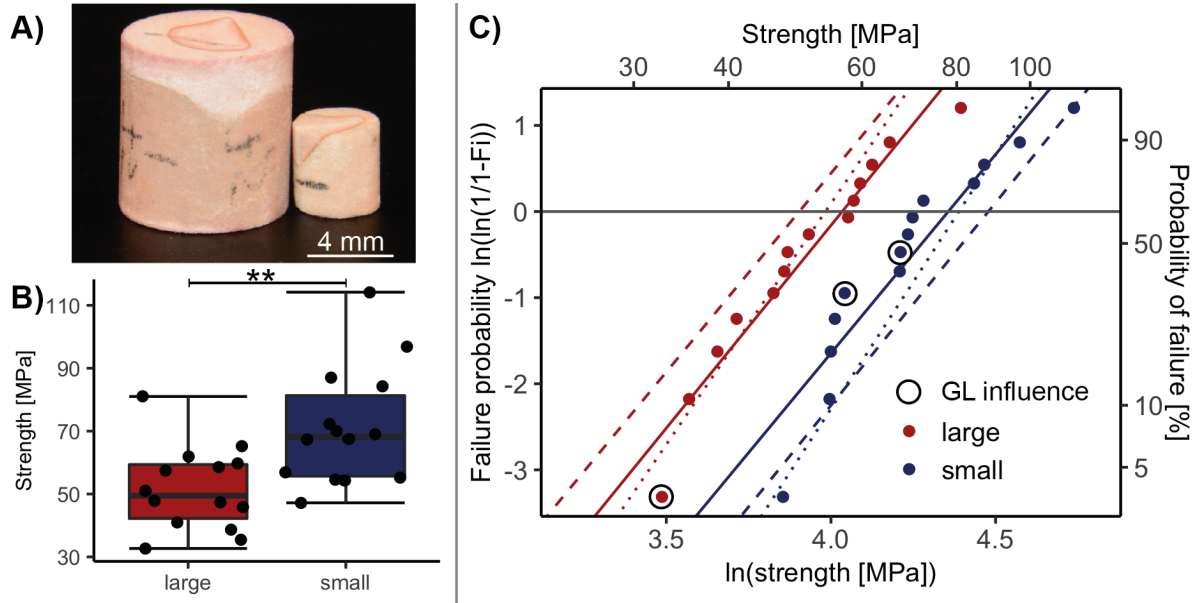 A)
4 mm
B)
**
Strength [MPa]
110
90
70
50
30
large
small
C)
Strength [MPa]
30
40
60
80
100
Failure probability ln(ln(1/1-Fi))
1
0
-1
-2
-3
90
50
10
5
Probability of failure [%]
GL influence
large
small
3.5
4.0
4.5
ln(strength [MPa])